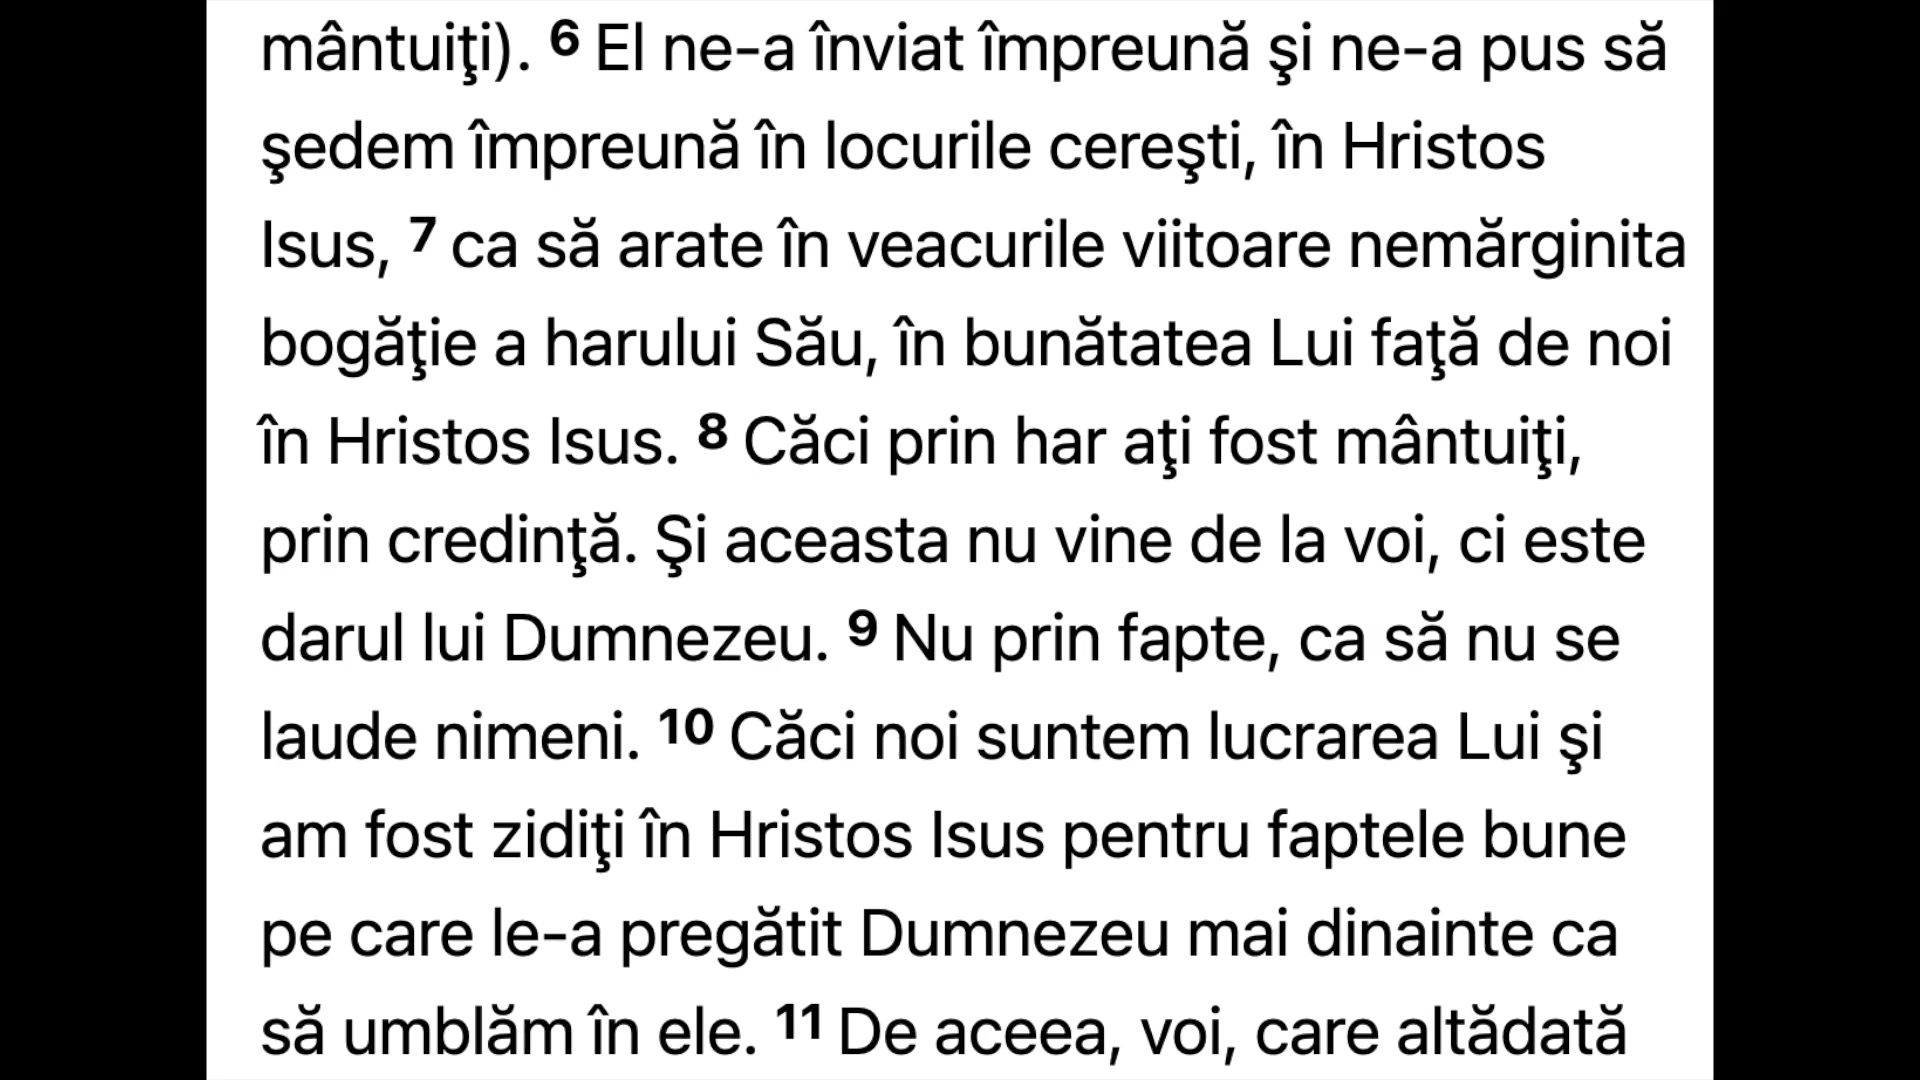 mântuiţi). 6 El ne-a înviat împreună şi ne-a pus să
şedem împreună în locurile cereşti, în Hristos
Isus, 7 ca să arate în veacurile viitoare nemărginita
bogăţie a harului Său, în bunătatea Lui faţă de noi
în Hristos Isus. 8 Căci prin har aţi fost mântuiţi,
prin credinţă. Şi aceasta nu vine de la voi, ci este
darul lui Dumnezeu. 9 Nu prin fapte, ca să nu se
laude nimeni. 10 Căci noi suntem lucrarea Lui şi
am fost zidiţi în Hristos Isus pentru faptele bune
pe care le-a pregătit Dumnezeu mai dinainte ca
să umblăm în ele. 11 De aceea, voi, care altădată